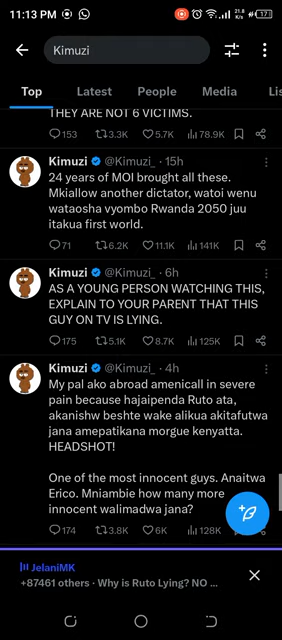 11:13 PM
21.8 K/s
17
Kimuzi
Top Latest People Media Lis
THEY ARE NOT 6 VICTIMS.
153 3.3K 5.7K 78.9K
Kimuzi @Kimuzi_ · 15h
24 years of MOI brought all these.
Mkiallow another dictator, watoi wenu
wataosha vyombo Rwanda 2050 juu
itakua first world.
71 6.2K 11.1K 141K
Kimuzi @Kimuzi_ · 6h
AS A YOUNG PERSON WATCHING THIS,
EXPLAIN TO YOUR PARENT THAT THIS
GUY ON TV IS LYING.
175 5.1K 8.7K 125K
Kimuzi @Kimuzi_ · 4h
My pal ako abroad amenicall in severe
pain because hajaipenda Ruto ata,
akanishw beshte wake alikua akitafutwa
jana amepatikana morgue kenyatta.
HEADSHOT!
One of the most innocent guys. Anaitwa
Erico. Mniambie how many more
innocent walimadwa jana?
174 3.8K 6K 128K
JelaniMK
+87461 others · Why is Ruto Lying? NO ...